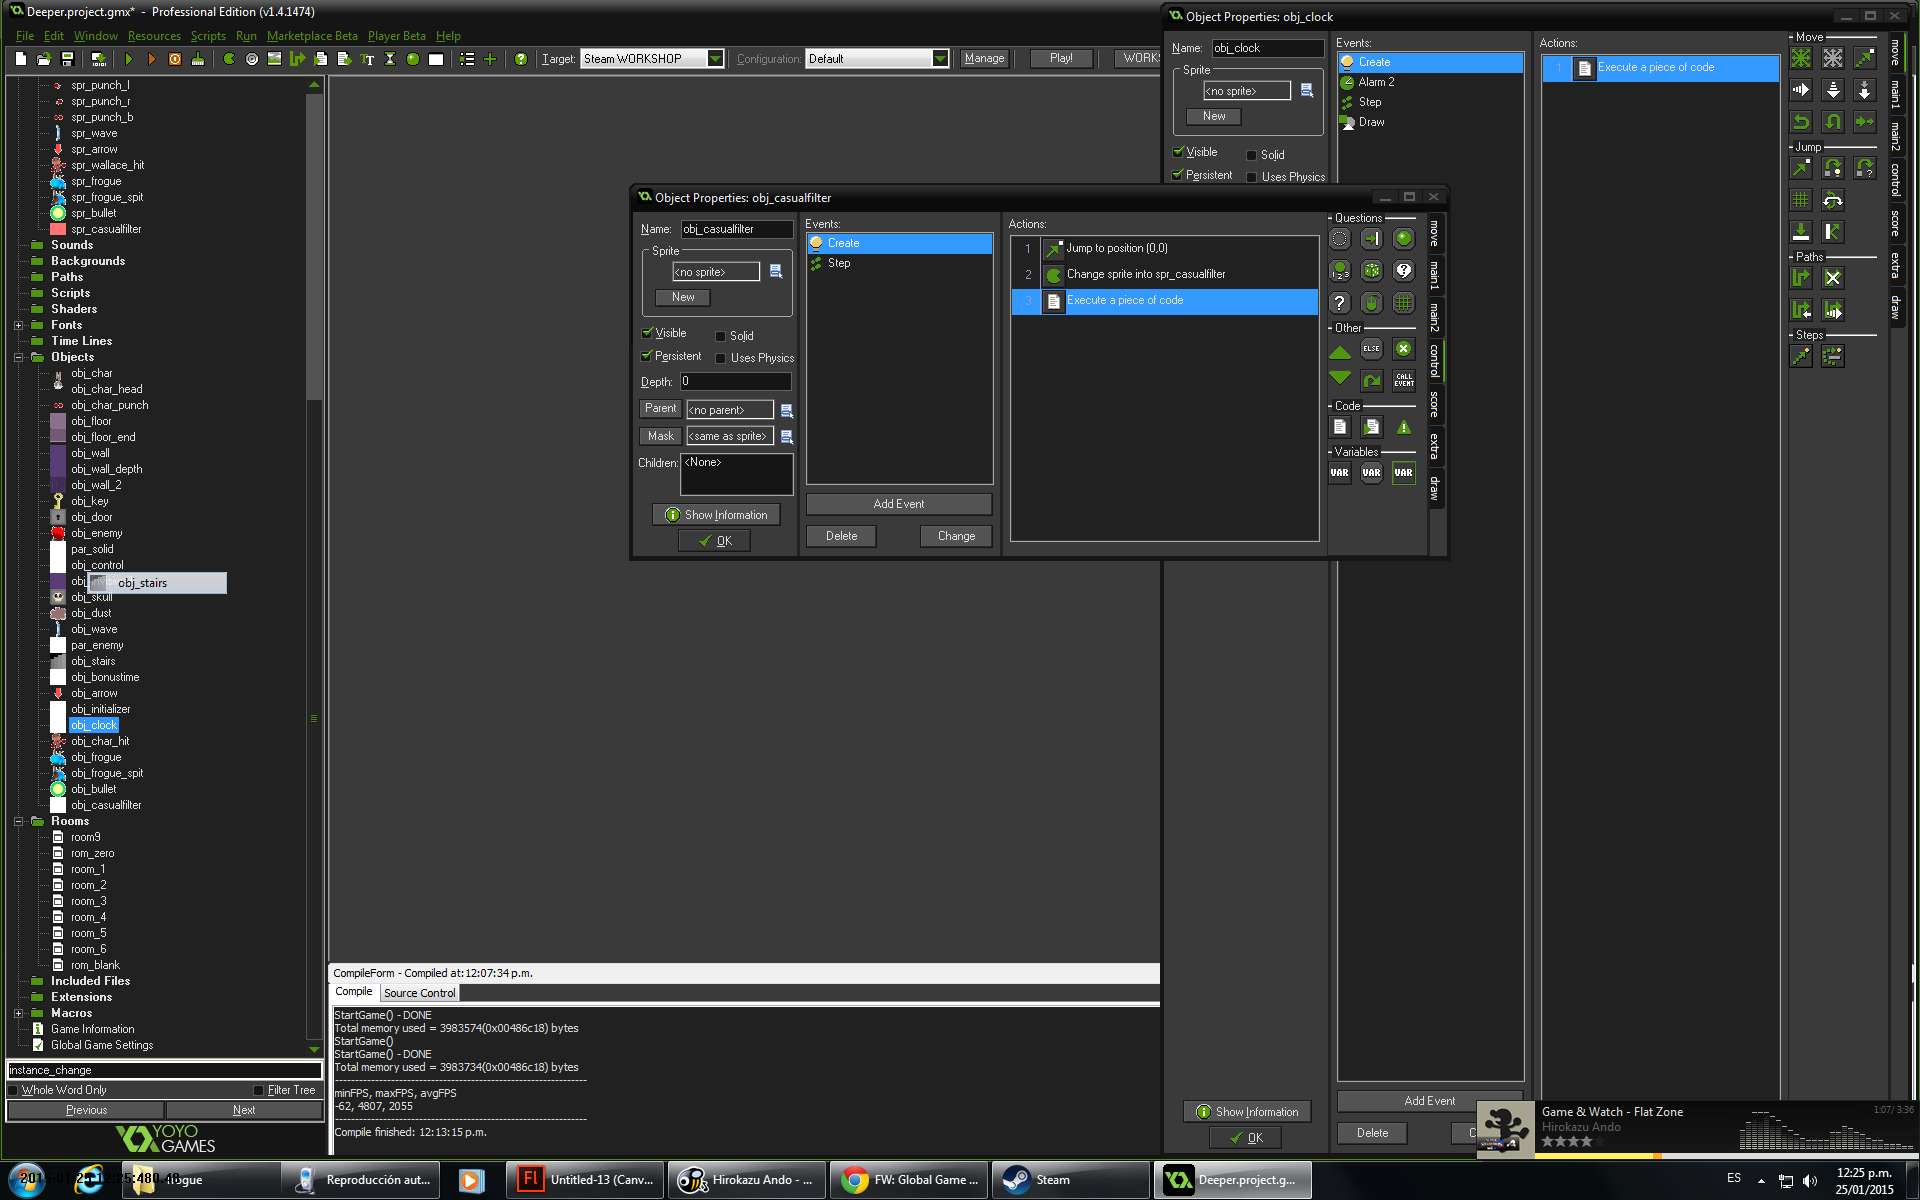 Deeper.project.gmx* - Professional Edition (v1.4.1474)
File Edit Window Resources Scripts Run Marketplace Beta Player Beta Help
Target: Steam WORKSHOP Configuration: Default Manage Play! WORKS
spr_punch_l
spr_punch_r
spr_punch_b
spr_wave
spr_arrow
spr_wallace_hit
spr_frogue
spr_frogue_spit
spr_bullet
spr_casualfilter
Sounds
Backgrounds
Paths
Scripts
Shaders
Fonts
Time Lines
Objects
obj_char
obj_char_head
obj_char_punch
obj_floor
obj_floor_end
obj_wall
obj_wall_depth
obj_wall_2
obj_key
obj_door
obj_enemy
par_solid
obj_control
obj_stairs
obj_skull
obj_dust
obj_wave
par_enemy
obj_stairs
obj_bonustime
obj_arrow
obj_initializer
obj_clock
obj_char_hit
obj_frogue
obj_frogue_spit
obj_bullet
obj_casualfilter
Rooms
room9
rom_zero
room_1
room_2
room_3
room_4
room_5
room_6
rom_blank
Included Files
Extensions
Macros
Game Information
Global Game Settings
instance_change
Whole Word Only Filter Tree
Previous Next
YOYO
GAMES
Object Properties: obj_casualfilter
Name: obj_casualfilter
Sprite
<no sprite>
New
Visible Solid
Persistent Uses Physics
Depth: 0
Parent <no parent>
Mask <same as sprite>
Children: <None>
Show Information
OK
Events:
Create
Step
Add Event
Delete Change
Actions:
1 Jump to position (0,0)
2 Change sprite into spr_casualfilter
3 Execute a piece of code
Questions
1 2 3
Other
ELSE
CALL EVENT
Code
Variables
VAR VAR VAR
move
main1
main2
control
score
extra
draw
Object Properties: obj_clock
Name: obj_clock
Sprite
<no sprite>
New
Visible Solid
Persistent Uses Physics
Show Information
OK
Events:
Create
Alarm 2
Step
Draw
Add Event
Delete C
Actions:
1 Execute a piece of code
Move
Jump
Paths
Steps
move
main1
main2
control
score
extra
draw
CompileForm - Compiled at: 12:07:34 p.m.
Compile Source Control
StartGame() - DONE
Total memory used = 3983574(0x00486c18) bytes
StartGame()
StartGame() - DONE
Total memory used = 3983734(0x00486c18) bytes
minFPS, maxFPS, avgFPS
-62, 4807, 2055
Compile finished: 12:13:15 p.m.
Game & Watch - Flat Zone
Hirokazu Ando
1:07/ 3:36
Reproducción aut...
Untitled-13 (Canv...
Hirokazu Ando - ...
FW: Global Game ...
Steam
Deeper.project.g...
ES
12:25 p.m.
25/01/2015